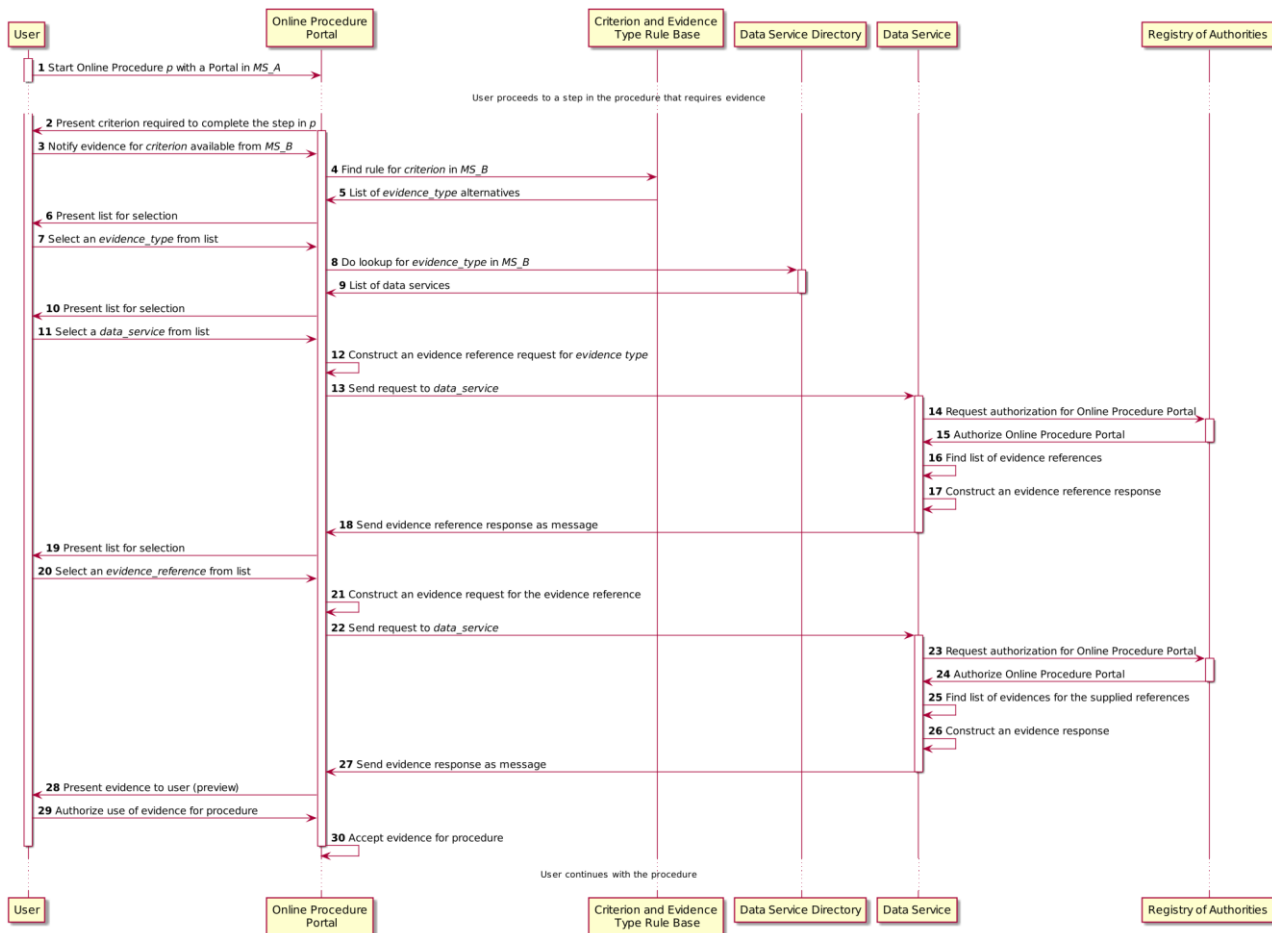 User
Online Procedure
Portal
Criterion and Evidence
Type Rule Base
Data Service Directory
Data Service
Registry of Authorities
1 Start Online Procedure p with a Portal in MS_A
User proceeds to a step in the procedure that requires evidence
2 Present criterion required to complete the step in p
3 Notify evidence for criterion available from MS_B
4 Find rule for criterion in MS_B
5 List of evidence_type alternatives
6 Present list for selection
7 Select an evidence_type from list
8 Do lookup for evidence_type in MS_B
9 List of data services
10 Present list for selection
11 Select a data_service from list
12 Construct an evidence reference request for evidence type
13 Send request to data_service
14 Request authorization for Online Procedure Portal
15 Authorize Online Procedure Portal
16 Find list of evidence references
17 Construct an evidence reference response
18 Send evidence reference response as message
19 Present list for selection
20 Select an evidence_reference from list
21 Construct an evidence request for the evidence reference
22 Send request to data_service
23 Request authorization for Online Procedure Portal
24 Authorize Online Procedure Portal
25 Find list of evidences for the supplied references
26 Construct an evidence response
27 Send evidence response as message
28 Present evidence to user (preview)
29 Authorize use of evidence for procedure
30 Accept evidence for procedure
User continues with the procedure
User
Online Procedure
Portal
Criterion and Evidence
Type Rule Base
Data Service Directory
Data Service
Registry of Authorities